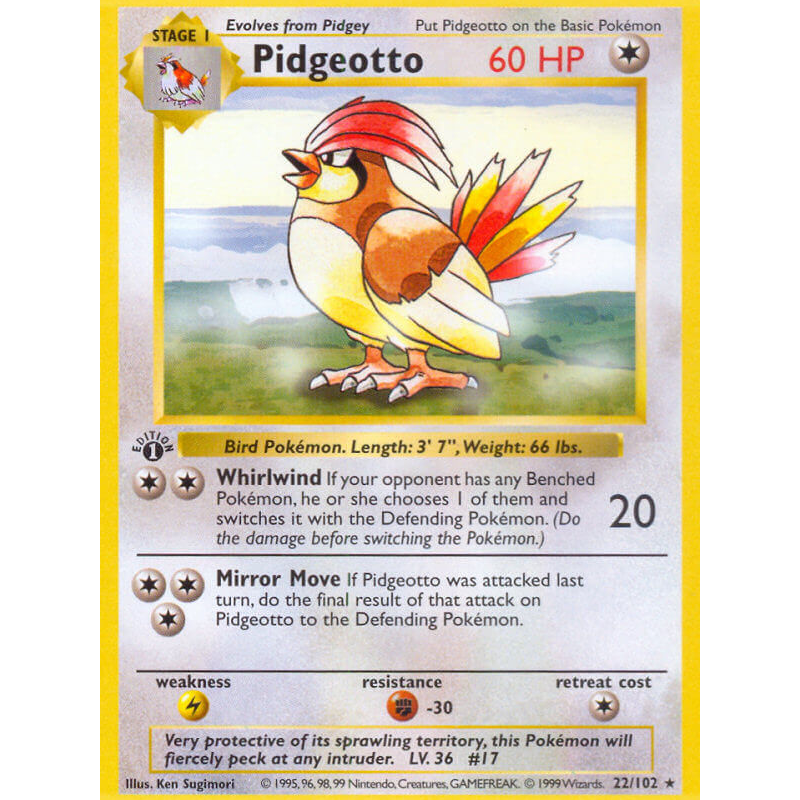 Evolves from Pidgey
Put Pidgeotto on the Basic Pokémon
STAGE I
Pidgeotto
60 HP
EDITION
1
Bird Pokémon. Length: 3' 7", Weight: 66 lbs.
Whirlwind If your opponent has any Benched
Pokémon, he or she chooses 1 of them and
switches it with the Defending Pokémon. (Do
the damage before switching the Pokémon.)
20
Mirror Move If Pidgeotto was attacked last
turn, do the final result of that attack on
Pidgeotto to the Defending Pokémon.
weakness
resistance
retreat cost
-30
Very protective of its sprawling territory, this Pokémon will
fiercely peck at any intruder. LV. 36 #17
Illus. Ken Sugimori
© 1995, 96, 98, 99 Nintendo, Creatures, GAMEFREAK. © 1999 Wizards.
22/102 ★